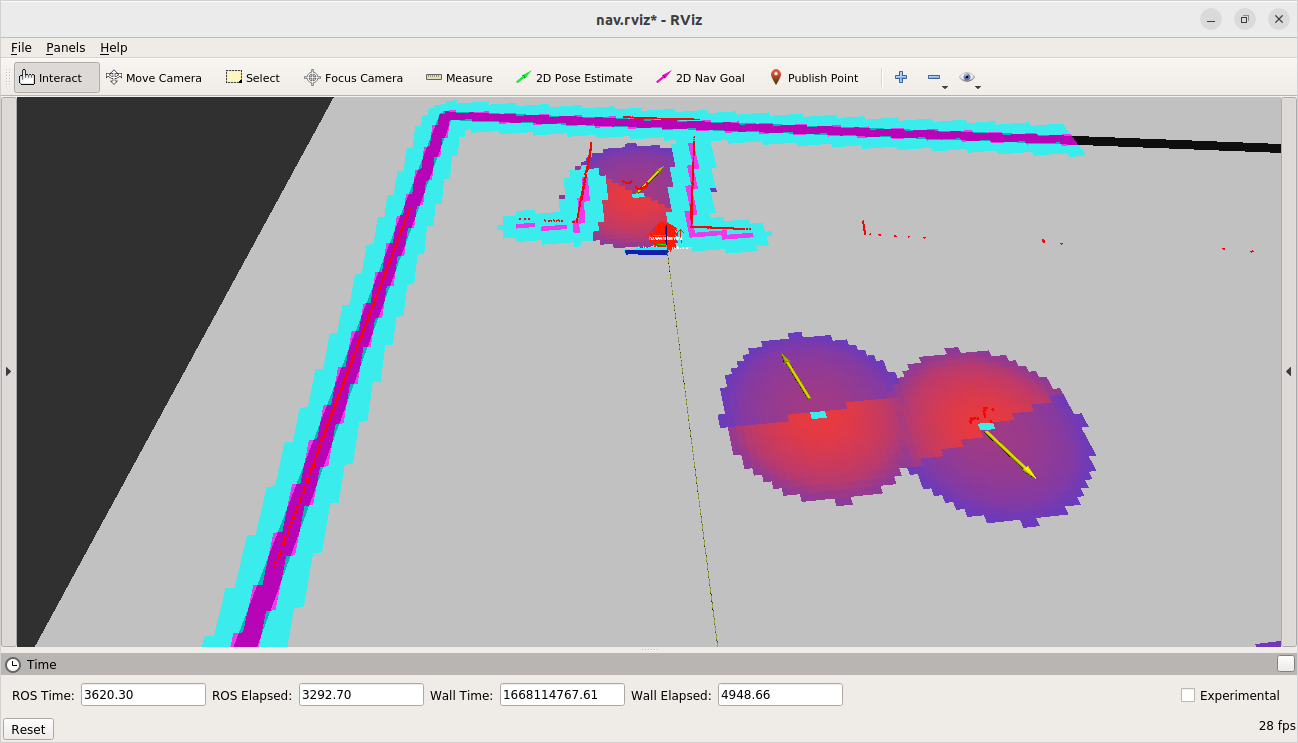 nav.rviz* - RViz
File Panels Help
Interact Move Camera Select Focus Camera Measure 2D Pose Estimate 2D Nav Goal Publish Point
Time
ROS Time: 3620.30 ROS Elapsed: 3292.70 Wall Time: 1668114767.61 Wall Elapsed: 4948.66 Experimental
Reset 28 fps